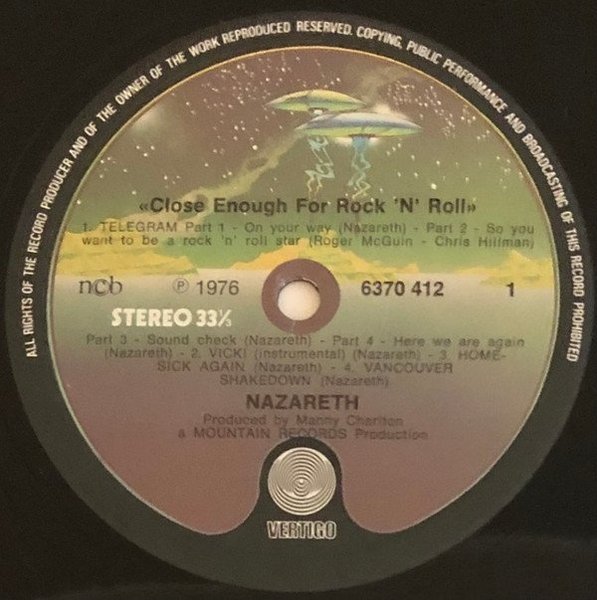 ALL RIGHTS OF THE RECORD PRODUCER AND OF THE OWNER OF THE WORK REPRODUCED RESERVED. COPYING, PUBLIC PERFORMANCE AND BROADCASTING OF THIS RECORD PROHIBITED
«Close Enough For Rock 'N' Roll»
1. TELEGRAM Part 1 - On your way (Nazareth) - Part 2 - So you
want to be a rock 'n' roll star (Roger McGuin - Chris Hillman)
ncb ℗ 1976 6370 412 1
STEREO 33⅓
Part 3 - Sound check (Nazareth) - Part 4 - Here we are again
(Nazareth) - 2. VICKI (instrumental) (Nazareth) - 3. HOME-
SICK AGAIN (Nazareth) - 4. VANCOUVER
SHAKEDOWN (Nazareth)
NAZARETH
Produced by Manny Charlton
a MOUNTAIN RECORDS Production
VERTIGO